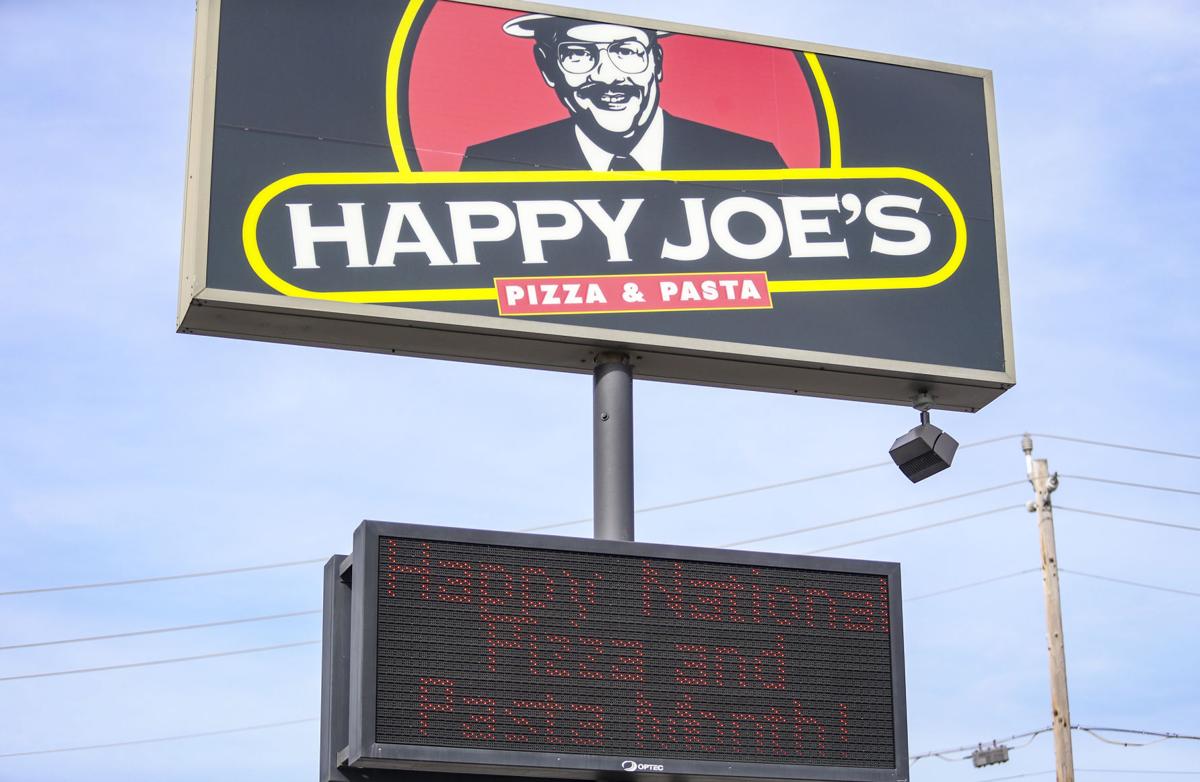 HAPPY JOE'S
PIZZA & PASTA
Happy National
Pizza and
Pasta Month!
OPTEC